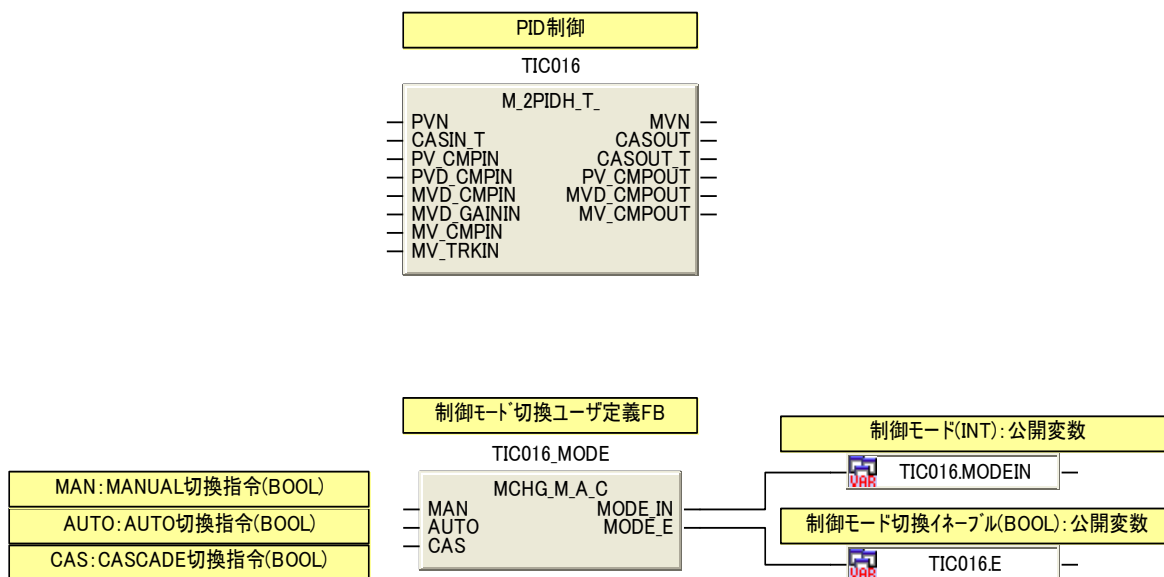 PID制御
TIC016
M_2PIDH_T_
PVN
MVN
CASIN_T
CASOUT
PV_CMPIN
CASOUT_T
PVD_CMPIN
PV_CMPOUT
MVD_CMPIN
MVD_CMPOUT
MVD_GAININ
MV_CMPOUT
MV_CMPIN
MV_TRKIN
制御モード切換ユーザ定義FB
TIC016_MODE
MCHG_M_A_C
MAN
MODE_IN
AUTO
MODE_E
CAS
MAN:MANUAL切換指令(BOOL)
AUTO:AUTO切換指令(BOOL)
CAS:CASCADE切換指令(BOOL)
制御モード(INT):公開変数
VAR
TIC016.MODEIN
制御モード切換イネーブル(BOOL):公開変数
VAR
TIC016.E